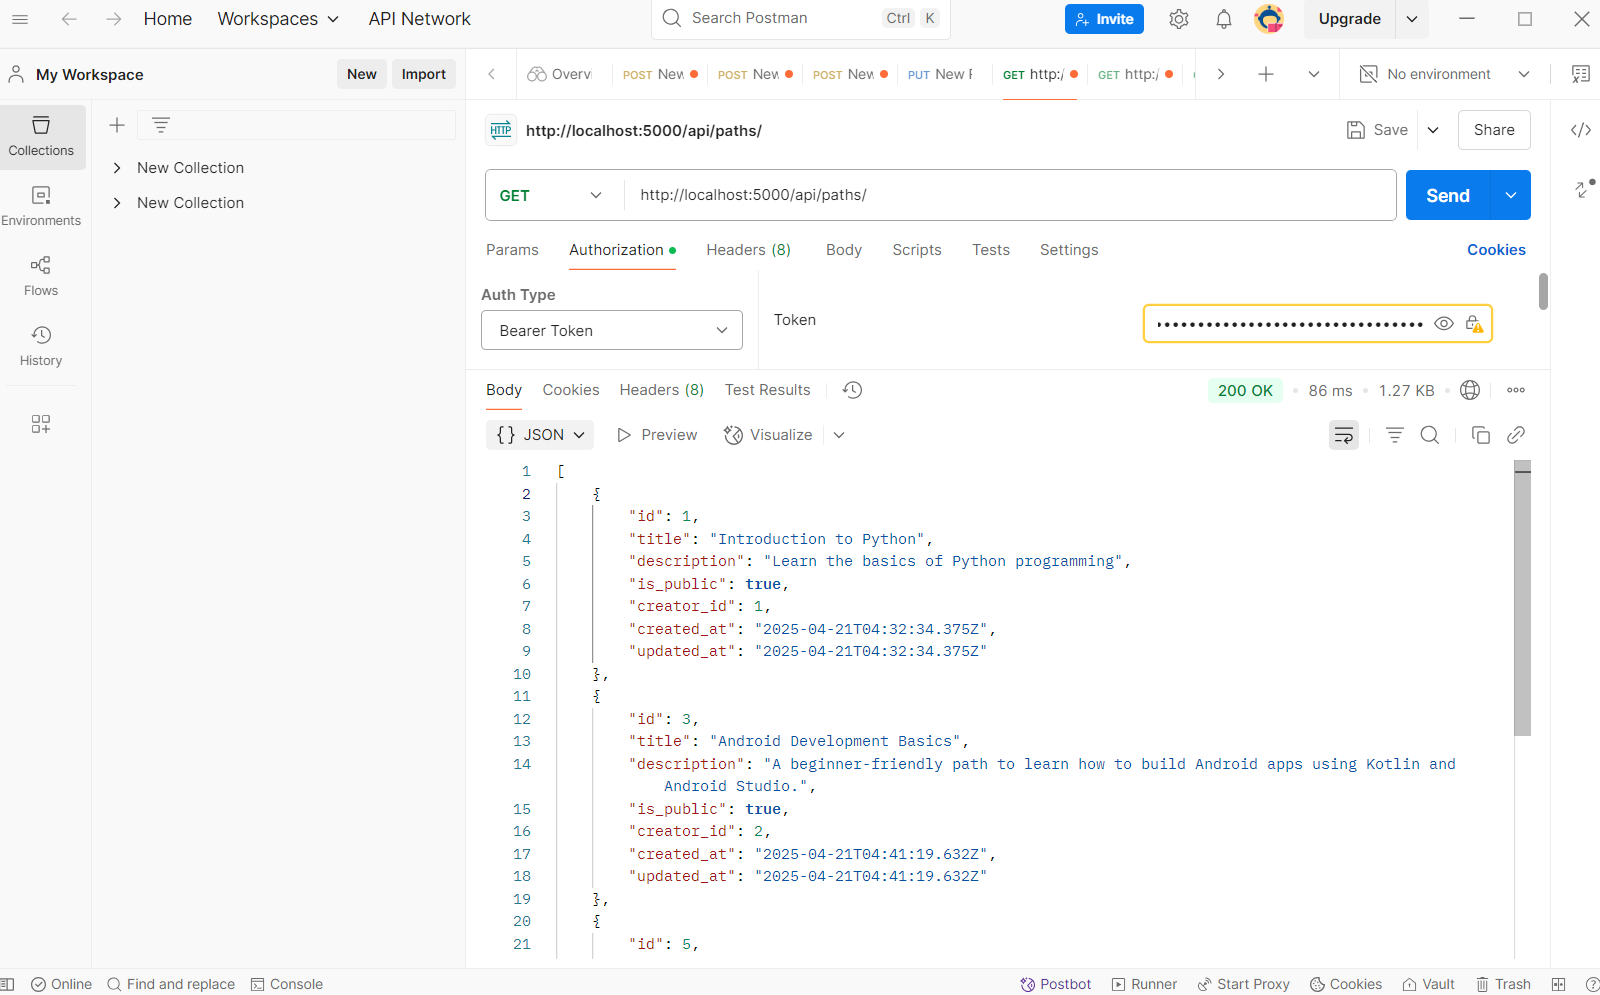 Home Workspaces API Network Search Postman Ctrl K Invite Upgrade
My Workspace New Import Overv POST New POST New POST New PUT New F GET http:/ GET http:/ No environment
Collections
Environments
Flows
History
New Collection
New Collection
HTTP http://localhost:5000/api/paths/ Save Share
GET http://localhost:5000/api/paths/ Send
Params Authorization Headers (8) Body Scripts Tests Settings Cookies
Auth Type
Bearer Token
Token ••••••••••••••••••••••••••••••
Body Cookies Headers (8) Test Results 200 OK 86 ms 1.27 KB
{} JSON Preview Visualize
1 [
2 {
3 "id": 1,
4 "title": "Introduction to Python",
5 "description": "Learn the basics of Python programming",
6 "is_public": true,
7 "creator_id": 1,
8 "created_at": "2025-04-21T04:32:34.375Z",
9 "updated_at": "2025-04-21T04:32:34.375Z"
10 },
11 {
12 "id": 3,
13 "title": "Android Development Basics",
14 "description": "A beginner-friendly path to learn how to build Android apps using Kotlin and
Android Studio.",
15 "is_public": true,
16 "creator_id": 2,
17 "created_at": "2025-04-21T04:41:19.632Z",
18 "updated_at": "2025-04-21T04:41:19.632Z"
19 },
20 {
21 "id": 5,
Online Find and replace Console Postbot Runner Start Proxy Cookies Vault Trash